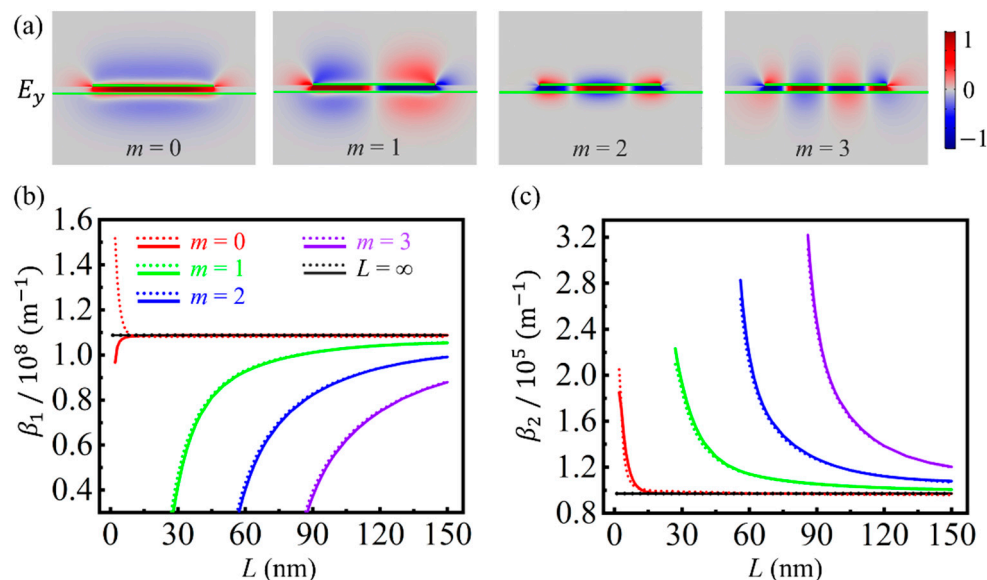 (a)
E_y
m = 0
m = 1
m = 2
m = 3
1
0
−1
(b)
β₁ / 10⁸ (m⁻¹)
1.6
1.4
1.2
1.0
0.8
0.6
0.4
m = 0
m = 1
m = 2
m = 3
L = ∞
0 30 60 90 120 150
L (nm)
(c)
β₂ / 10⁵ (m⁻¹)
3.2
2.8
2.4
2.0
1.6
1.2
0.8
0 30 60 90 120 150
L (nm)